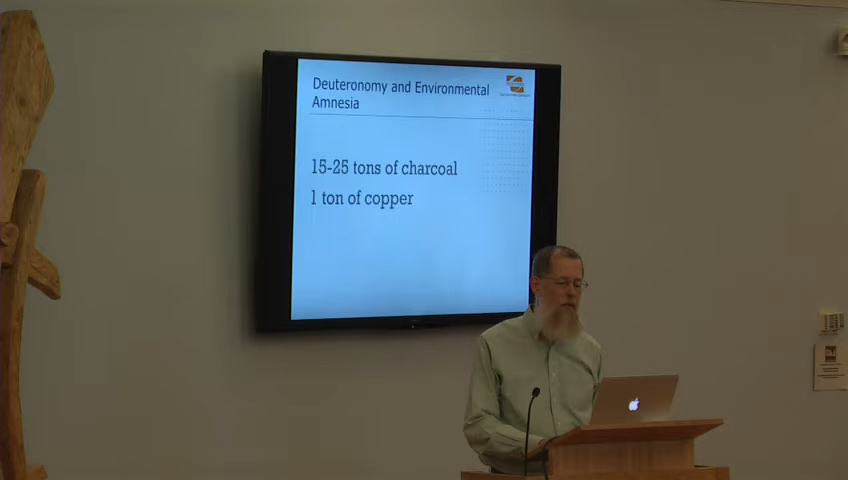 Deuteronomy and Environmental
Amnesia
15-25 tons of charcoal
1 ton of copper